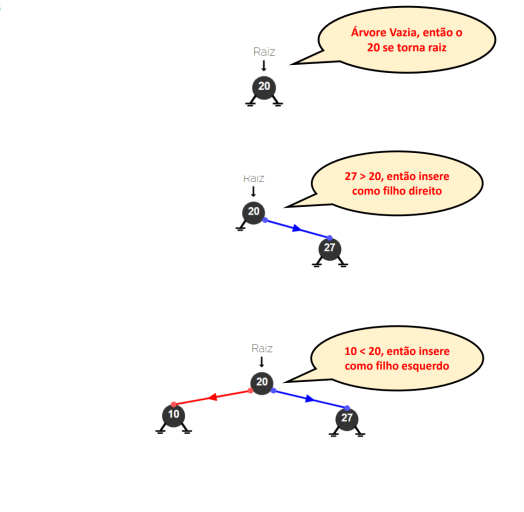 Árvore Vazia, então o
20 se torna raiz
Raiz
20
27 > 20, então insere
como filho direito
Raiz
20
27
10 < 20, então insere
como filho esquerdo
Raiz
20
10
27